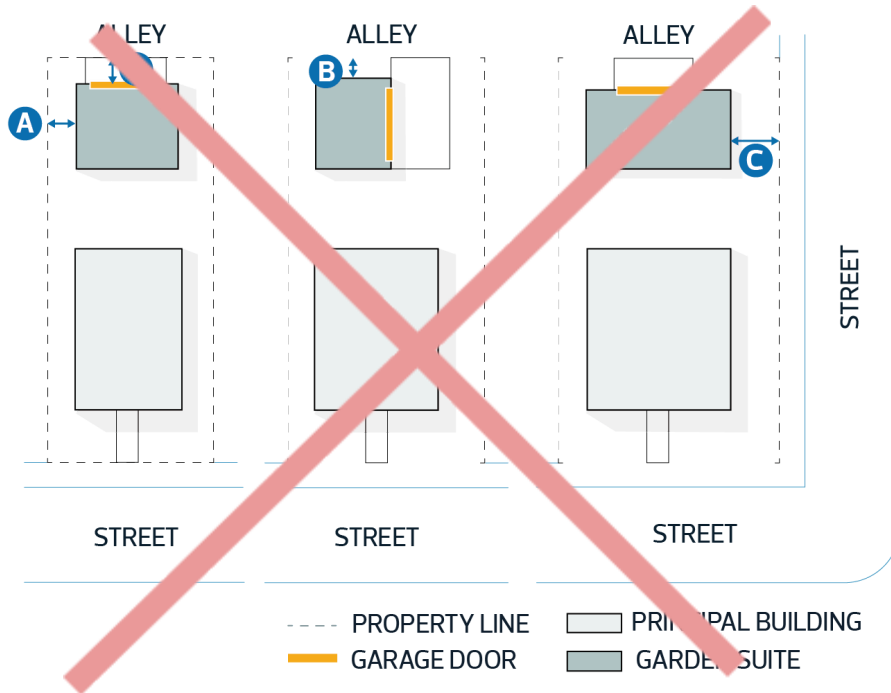 ALLEY
ALLEY
ALLEY
B
A
C
STREET
STREET
STREET
STREET
PROPERTY LINE
PRINCIPAL BUILDING
GARAGE DOOR
GARDEN SUITE